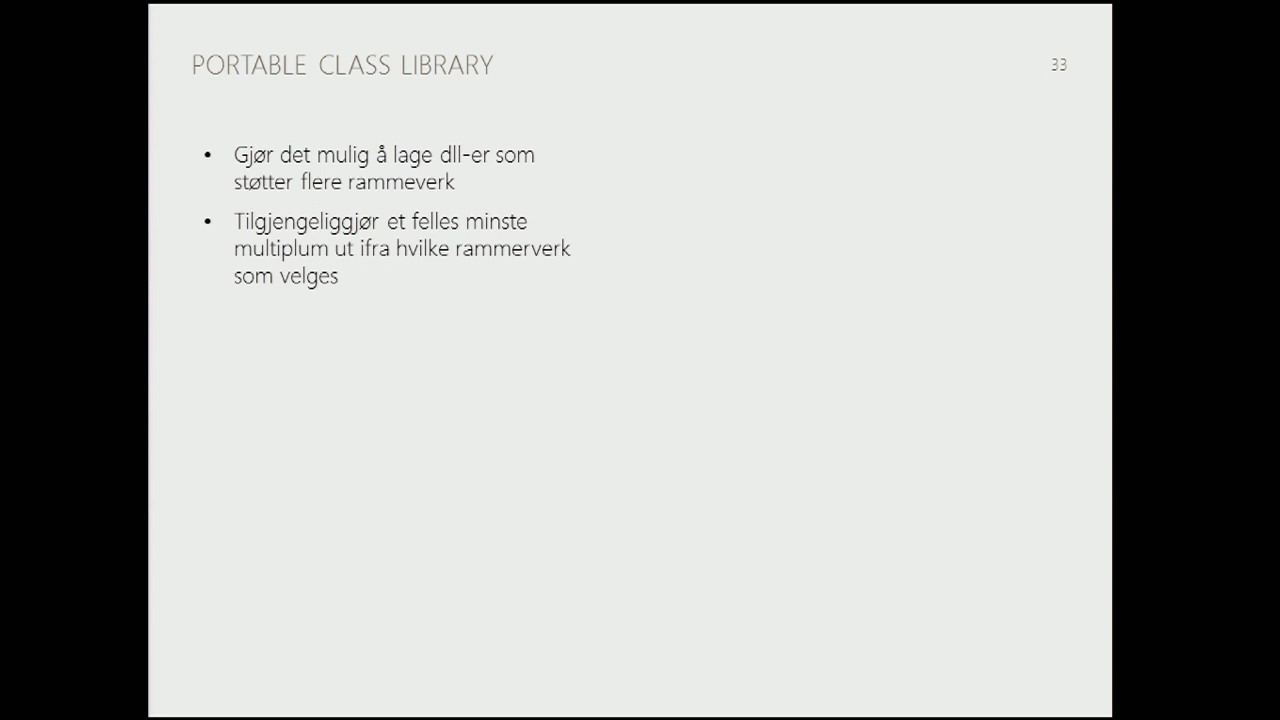 PORTABLE CLASS LIBRARY
33
• Gjør det mulig å lage dll-er som
støtter flere rammeverk
• Tilgjengeliggjør et felles minste
multiplum ut ifra hvilke rammerverk
som velges